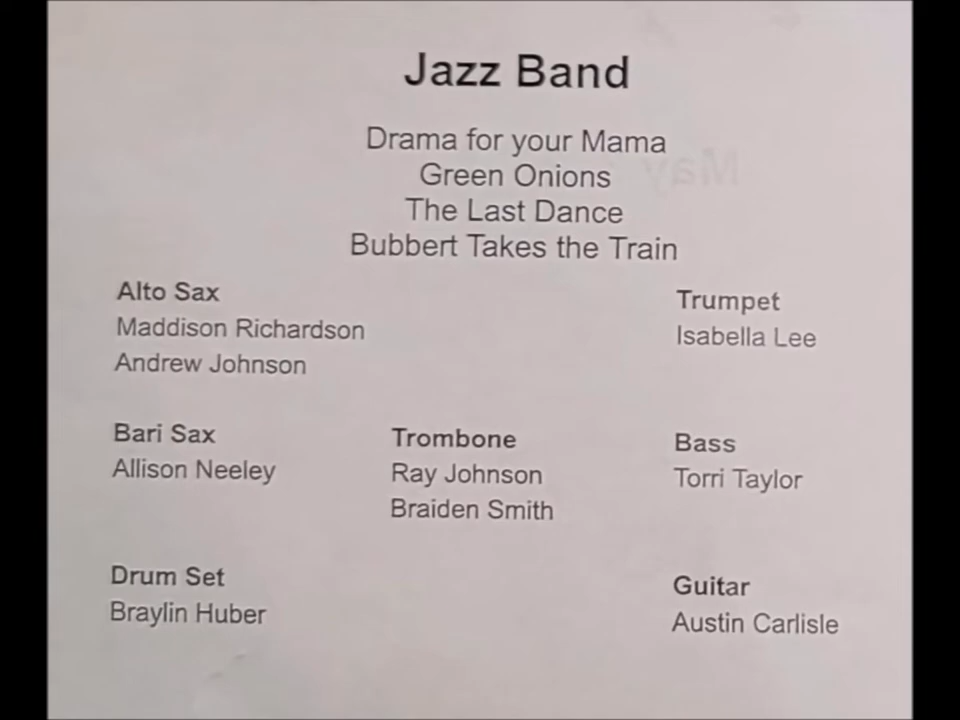 Jazz Band
Drama for your Mama
Green Onions
The Last Dance
Bubbert Takes the Train
Alto Sax
Maddison Richardson
Andrew Johnson
Trumpet
Isabella Lee
Bari Sax
Allison Neeley
Trombone
Ray Johnson
Braiden Smith
Bass
Torri Taylor
Drum Set
Braylin Huber
Guitar
Austin Carlisle